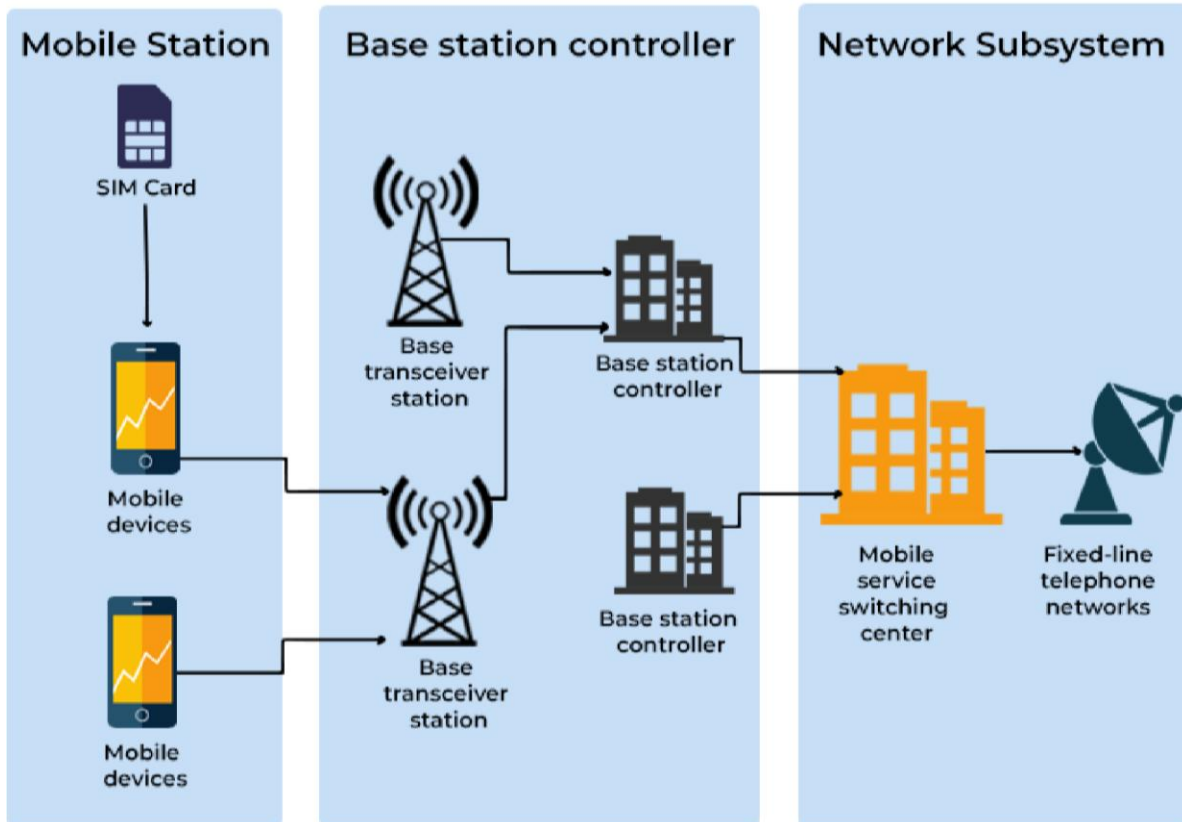 Mobile Station
SIM Card
Mobile
devices
Mobile
devices
Base station controller
Base
transceiver
station
Base station
controller
Base
transceiver
station
Base station
controller
Network Subsystem
Mobile
service
switching
center
Fixed-line
telephone
networks